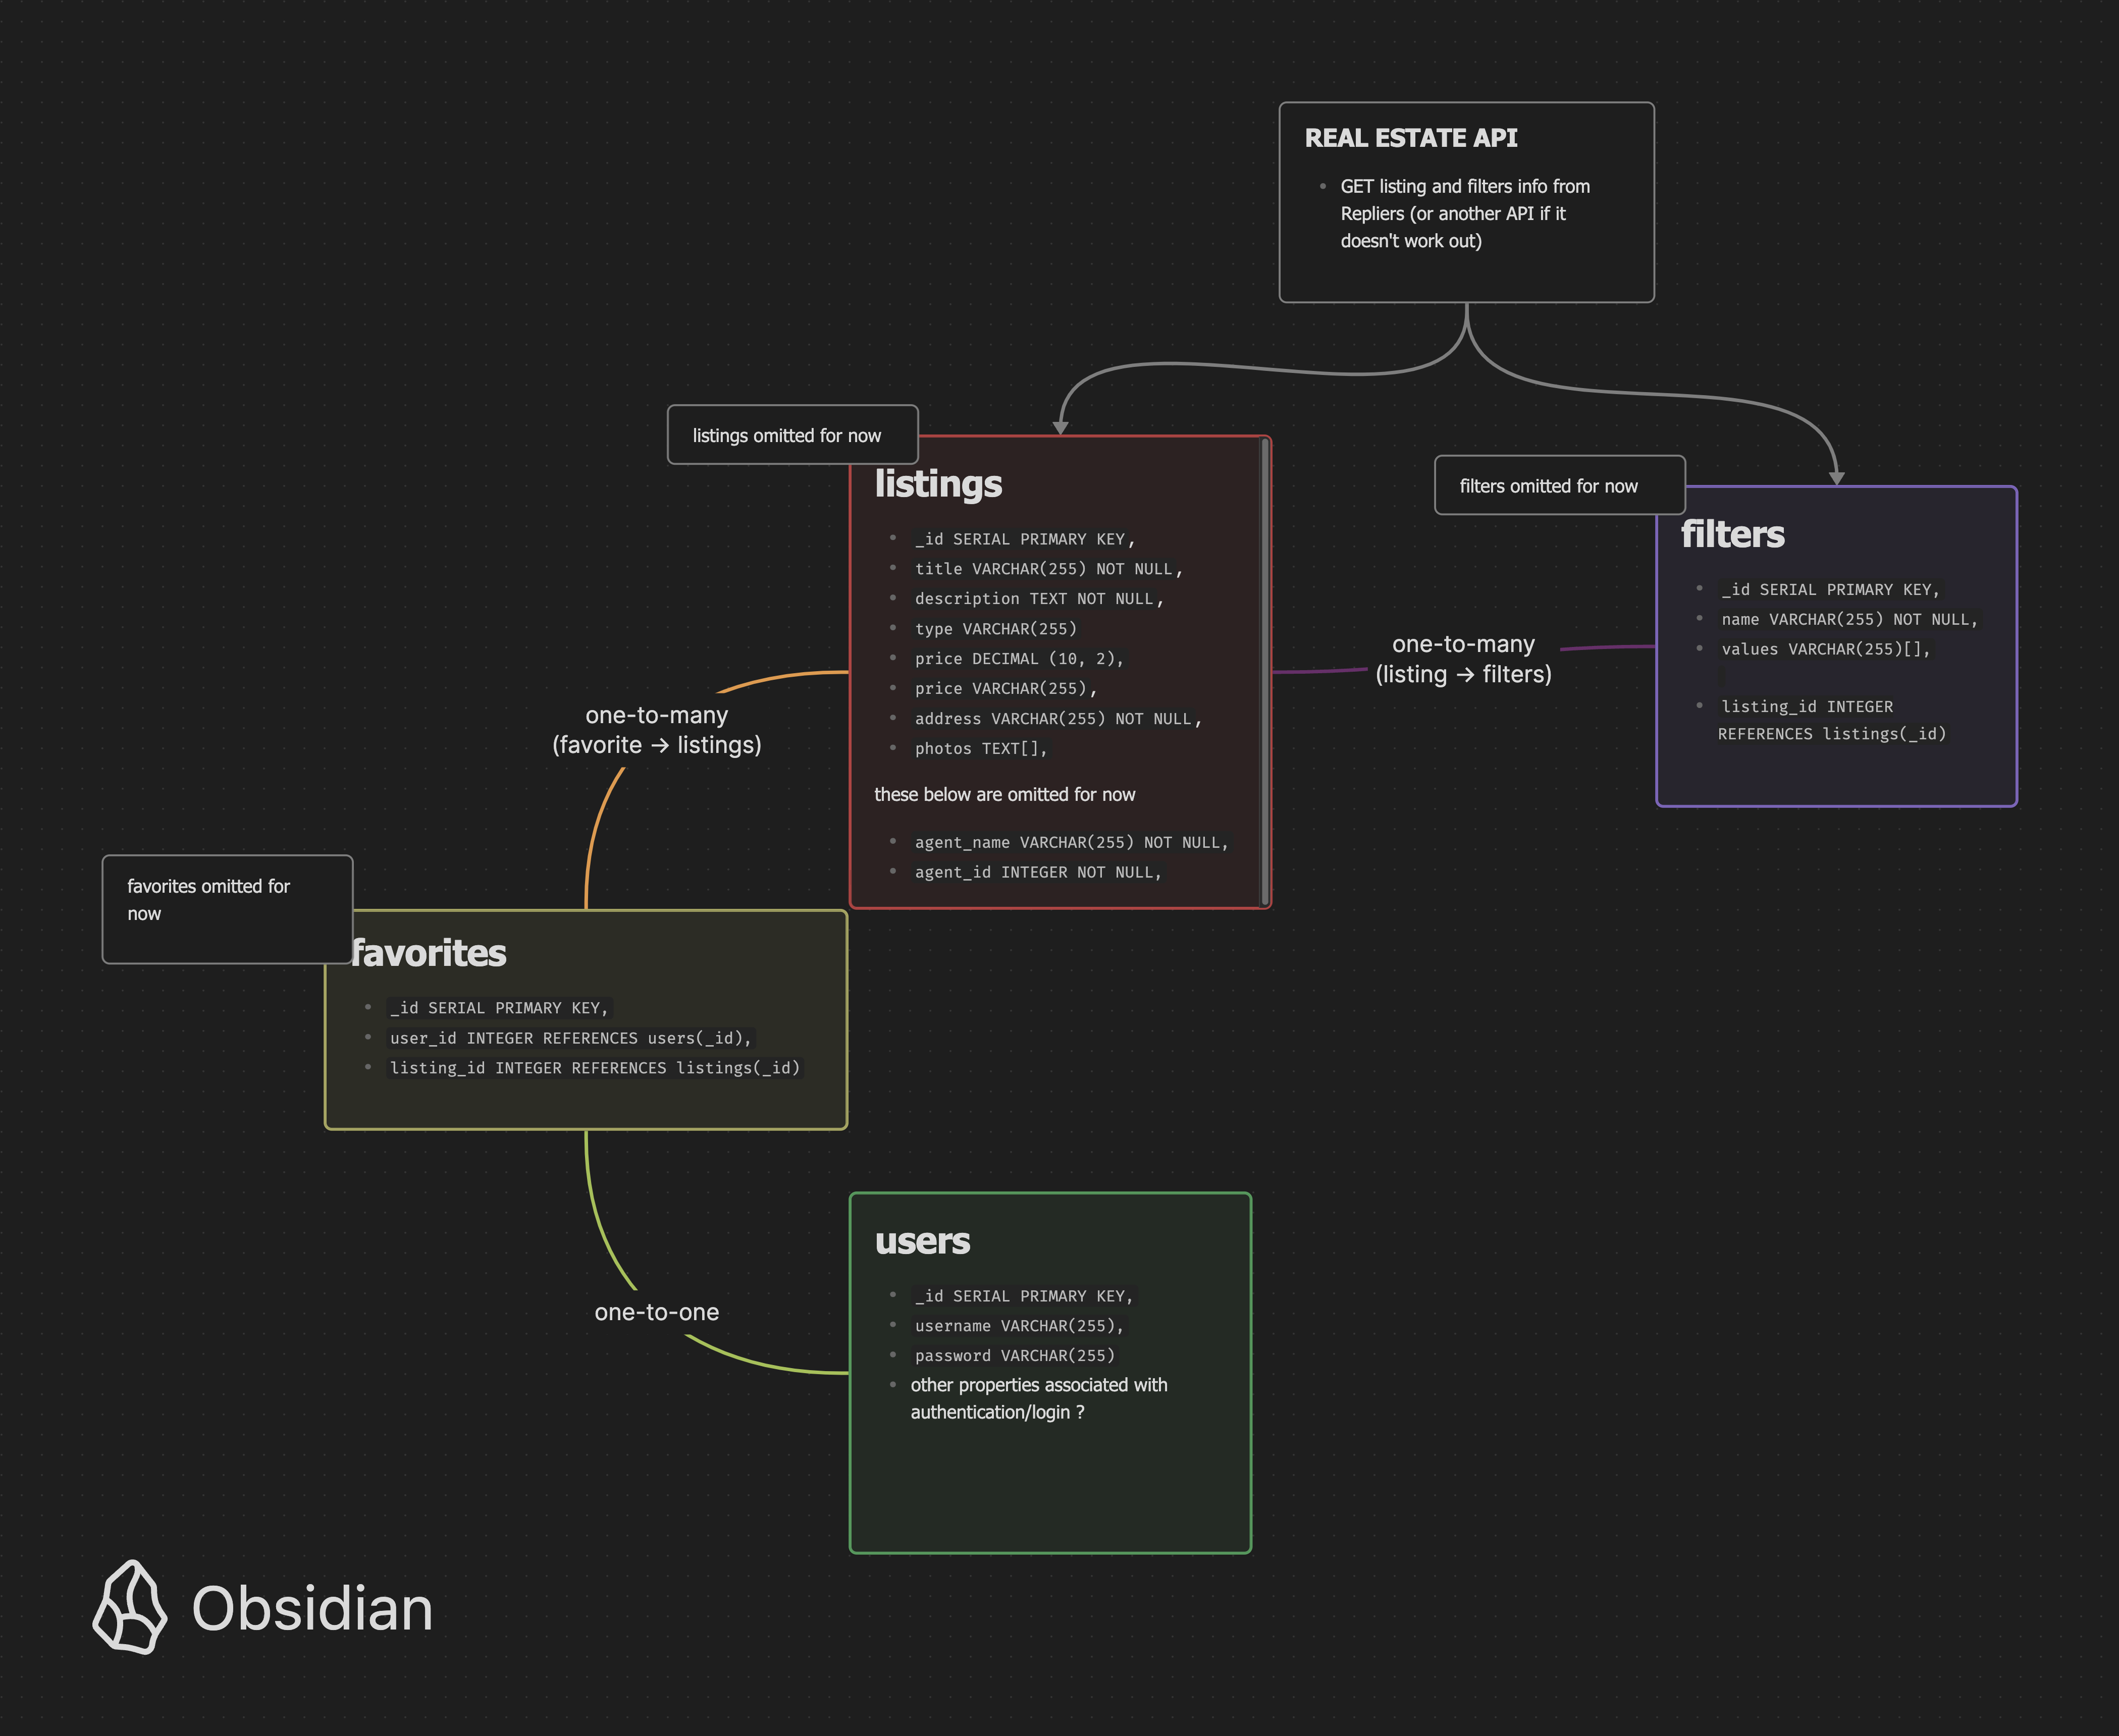 REAL ESTATE API
GET listing and filters info from
Repliers (or another API if it
doesn't work out)
listings omitted for now
listings
_id SERIAL PRIMARY KEY,
title VARCHAR(255) NOT NULL,
description TEXT NOT NULL,
type VARCHAR(255)
price DECIMAL (10, 2),
price VARCHAR(255),
address VARCHAR(255) NOT NULL,
photos TEXT[],
these below are omitted for now
agent_name VARCHAR(255) NOT NULL,
agent_id INTEGER NOT NULL,
filters omitted for now
filters
_id SERIAL PRIMARY KEY,
name VARCHAR(255) NOT NULL,
values VARCHAR(255)[],
listing_id INTEGER
REFERENCES listings(_id)
one-to-many
(listing → filters)
one-to-many
(favorite → listings)
favorites omitted for
now
favorites
_id SERIAL PRIMARY KEY,
user_id INTEGER REFERENCES users(_id),
listing_id INTEGER REFERENCES listings(_id)
one-to-one
users
_id SERIAL PRIMARY KEY,
username VARCHAR(255),
password VARCHAR(255)
other properties associated with
authentication/login ?
Obsidian